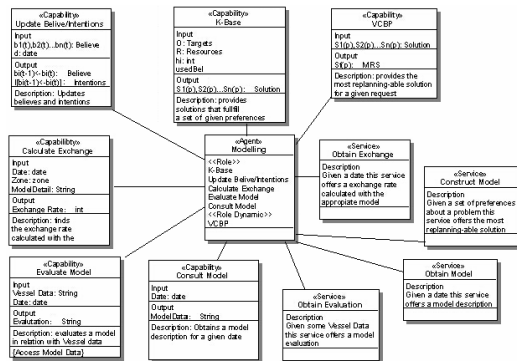 «Capability»
Update Belive/Intentions
Input
b1(t),b2(t)...bn(t): Believe
d: date
Output
bi(t-1)<-bi(t): Believe
I[bi(t-1)<-bi(t)]: Intentions
Description: Updates
believes and intentions
«Capability»
K-Base
Input
O: Targets
R: Resources
hi: int
usedBel
Output
S1(p),S2(p)...Sn(p): Solution
Description: provides
solutions that fullfill
a set of given preferences
«Capability»
VCBP
Input
S1(p),S2(p)...Sn(p): Solution
Output
Si(p): MRS
Description: provides the
most replanning-able solution
for a given request
«Capability»
Calculate Exchange
Input
Date: date
Zone: zone
ModelDetail: String
Output
Exchange Rate: int
Description: finds
the exchange rate
calculated with the
«Agent»
Modelling
<<Role>>
K-Base
Update Belive/Intentions
Calculate Exchange
Evaluate Model
Consult Model
<<Role Dynamic>>
VCBP
«Service»
Obtain Exchange
Description
Given a date this service
offers a exchange rate
calculated with the
appropiate model
«Service»
Construct Model
Description
Given a set of preferences
about a problem this
service offers the most
replanning-able solution
«Capability»
Evaluate Model
Input
Vessel Data: String
Date: date
Output
Evalutation: String
Description: evaluates a model
in relation with Vessel data
{Access Model Data}
«Capability»
Consult Model
Input
Date: date
Output
ModelData: String
Description: Obtains a model
description for a given date
«Service»
Obtain Evaluation
Description
Given some Vessel Data
this service offers a model
evaluation
«Service»
Obtain Model
Description
Given a date this service
offers a model description